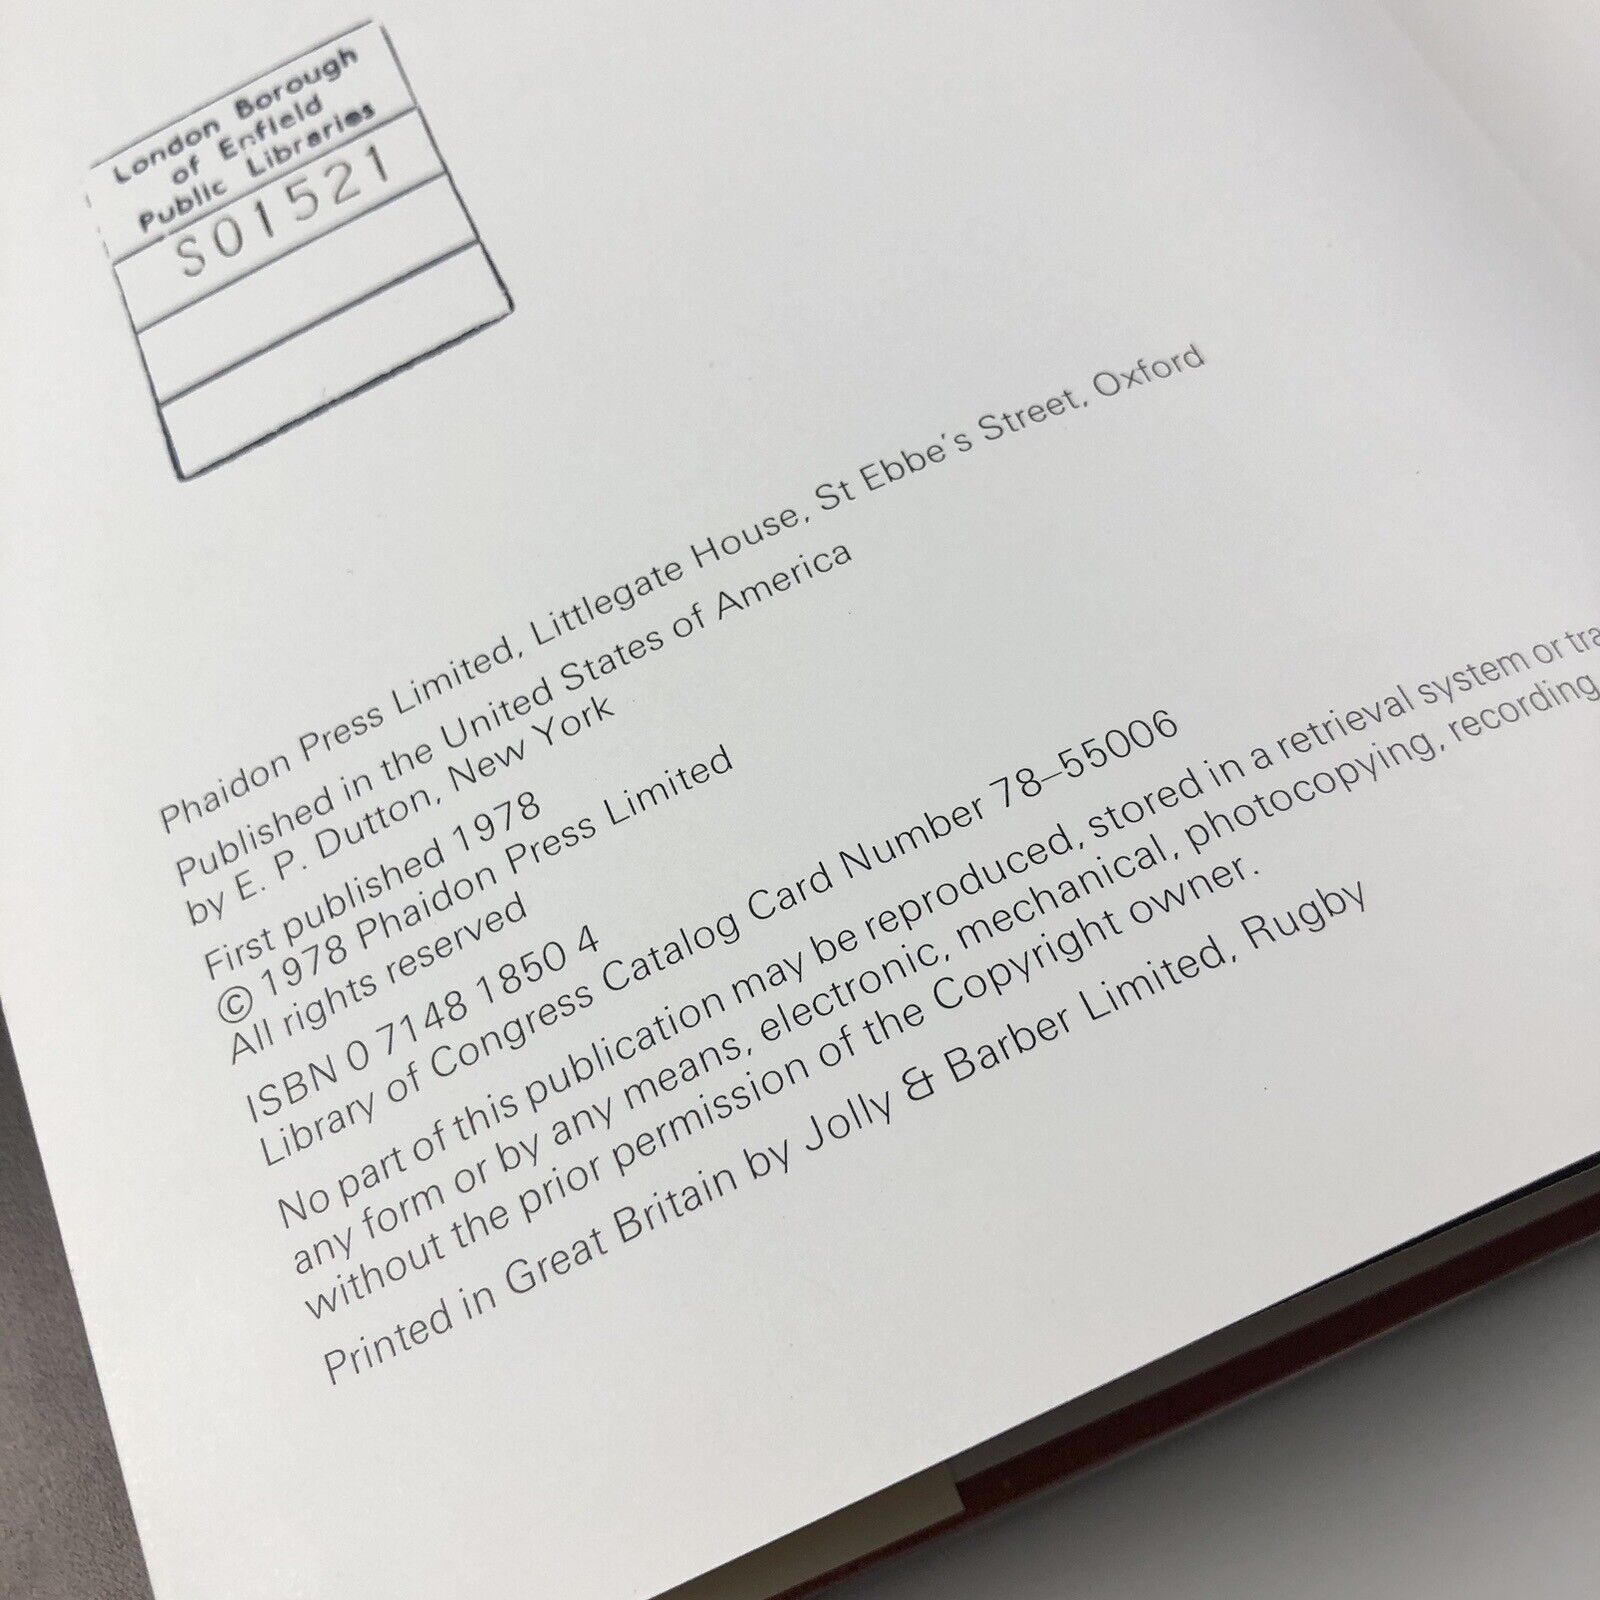 London Borough
of Enfield
Public Libraries
S01521
Phaidon Press Limited, Littlegate House, St Ebbe's Street, Oxford
Published in the United States of America
by E. P. Dutton, New York
First published 1978
© 1978 Phaidon Press Limited
All rights reserved
ISBN 0 7148 1850 4
Library of Congress Catalog Card Number 78–55006
No part of this publication may be reproduced, stored in a retrieval system or
any form or by any means, electronic, mechanical, photocopying, recording
without the prior permission of the Copyright owner.
Printed in Great Britain by Jolly & Barber Limited, Rugby